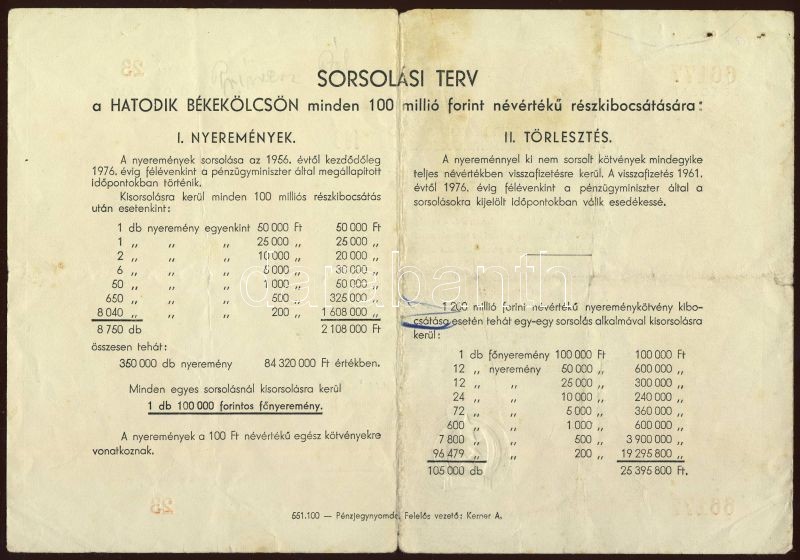 SORSOLÁSI TERV
a HATODIK BÉKEKÖLCSÖN minden 100 millió forint névértékű részkibocsátására:
I. NYEREMÉNYEK.
A nyeremények sorsolása az 1956. évtől kezdődőleg
1976. évig félévenkint a pénzügyminiszter által megállapított
időpontokban történik.
Kisorsolásra kerül minden 100 milliós részkibocsátás
után esetenkint:
1 db nyeremény egyenkint 50 000 Ft 50 000 Ft
1 „ „ „ 25 000 „ 25 000 „
2 „ „ „ 10 000 „ 20 000 „
6 „ „ „ 5 000 „ 30 000 „
50 „ „ „ 1 000 „ 50 000 „
650 „ „ „ 500 „ 325 000 „
8 040 „ „ „ 200 „ 1 608 000 „
8 750 db 2 108 000 Ft
összesen tehát:
350 000 db nyeremény 84 320 000 Ft értékben.
Minden egyes sorsolásnál kisorsolásra kerül
1 db 100 000 forintos főnyeremény.
A nyeremények a 100 Ft névértékű egész kötvényekre
vonatkoznak.
II. TÖRLESZTÉS.
A nyereménnyel ki nem sorsolt kötvények mindegyike
teljes névértékben visszafizetésre kerül. A visszafizetés 1961.
évtől 1976. évig félévenkint a pénzügyminiszter által a
sorsolásokra kijelölt időpontokban válik esedékessé.
1 200 millió forint névértékű nyereménykötvény kibo-
csátása esetén tehát egy-egy sorsolás alkalmával kisorsolásra
kerül:
1 db főnyeremény 100 000 Ft 100 000 Ft
12 „ nyeremény 50 000 „ 600 000 „
12 „ „ 25 000 „ 300 000 „
24 „ „ 10 000 „ 240 000 „
72 „ „ 5 000 „ 360 000 „
600 „ „ 1 000 „ 600 000 „
7 800 „ „ 500 „ 3 900 000 „
96 479 „ „ 200 „ 19 295 800 „
105 000 db 25 395 800 Ft.
551.100 — Pénzjegynyomda. Felelős vezető: Kerner A.
darabanth